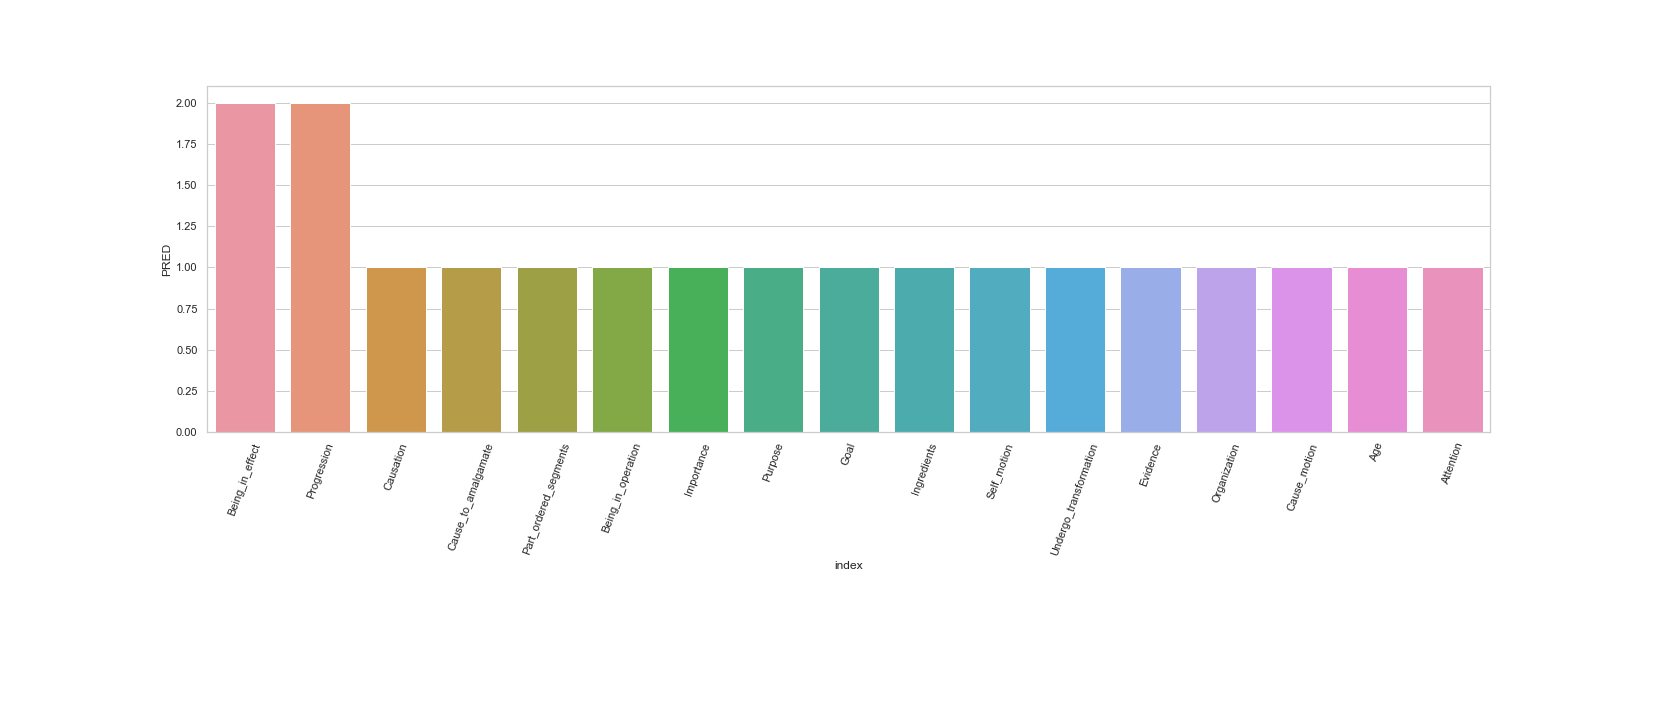 2.00
1.75
1.50
1.25
1.00
0.75
0.50
0.25
0.00
PRED
Being_in_effect
Progression
Causation
Cause_to_amalgamate
Part_ordered_segments
Being_in_operation
Importance
Purpose
Goal
Ingredients
Self_motion
Undergo_transformation
Evidence
Organization
Cause_motion
Age
Attention
index